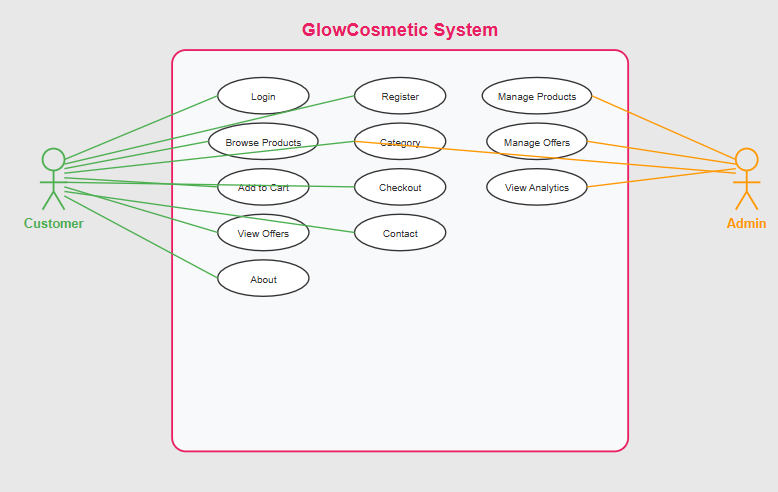 GlowCosmetic System
Login
Register
Manage Products
Browse Products
Category
Manage Offers
Add to Cart
Checkout
View Analytics
Customer
Admin
View Offers
Contact
About